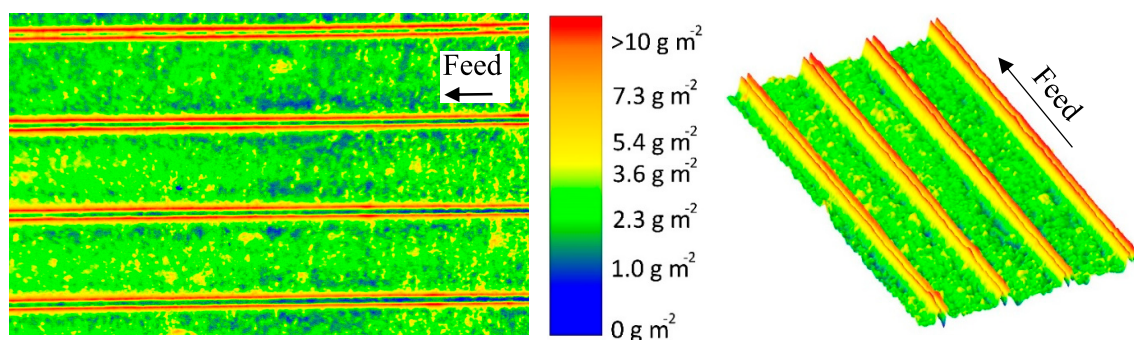 Feed
>10 g m⁻²
7.3 g m⁻²
5.4 g m⁻²
3.6 g m⁻²
2.3 g m⁻²
1.0 g m⁻²
0 g m⁻²
Feed